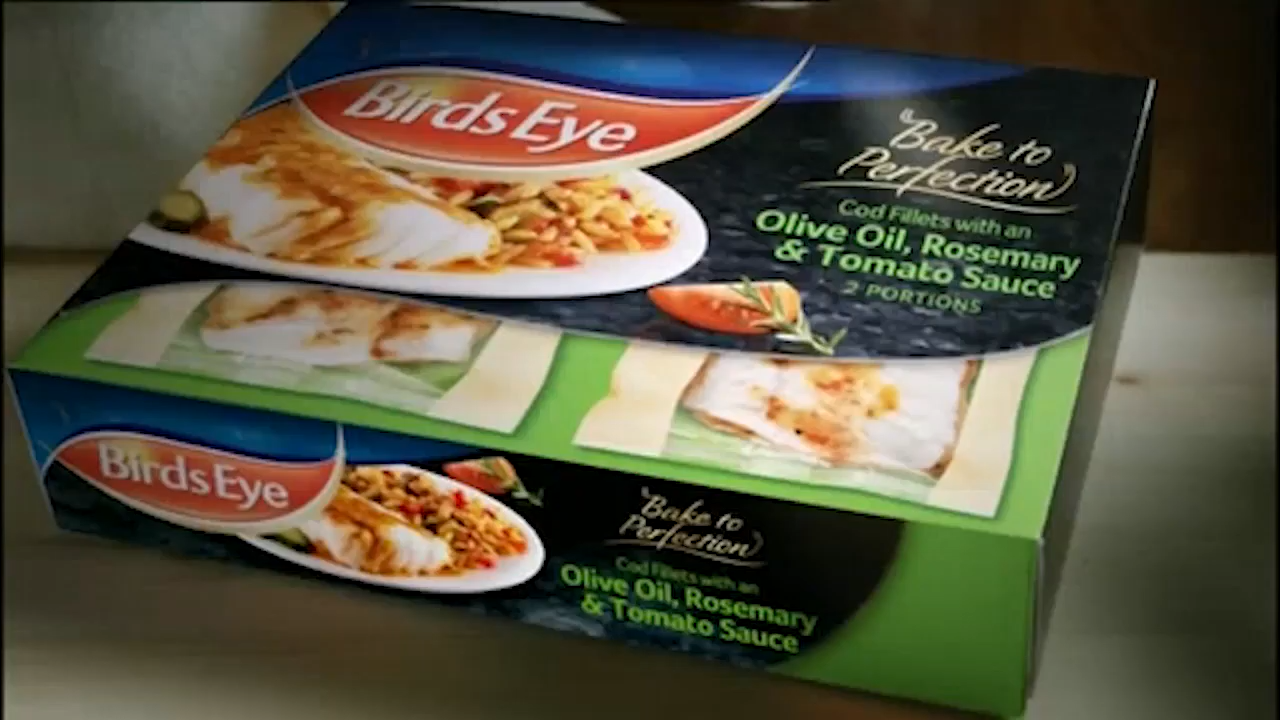 Birds Eye
Bake to
Perfection
Cod Fillets with an
Olive Oil, Rosemary
& Tomato Sauce
2 PORTIONS
Birds Eye
Bake to
Perfection
Cod Fillets with an
Olive Oil, Rosemary
& Tomato Sauce